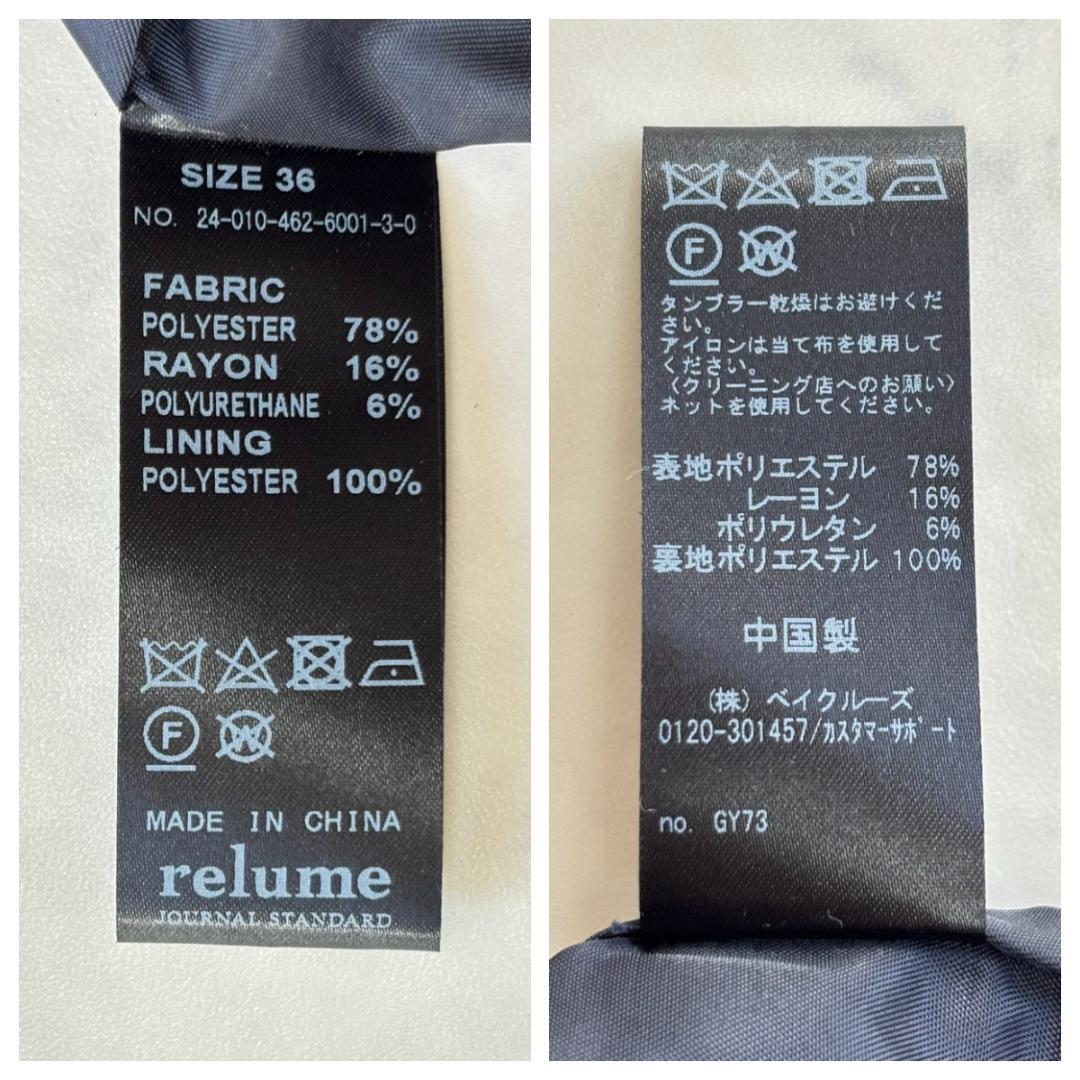 SIZE 36
NO. 24-010-462-6001-3-0
FABRIC
POLYESTER 78%
RAYON 16%
POLYURETHANE 6%
LINING
POLYESTER 100%
F W
MADE IN CHINA
relume
JOURNAL STANDARD
F W
タンブラー乾燥はお避けくだ
さい。
アイロンは当て布を使用して
ください。
〈クリーニング店へのお願い〉
ネットを使用してください。
表地ポリエステル 78%
レーヨン 16%
ポリウレタン 6%
裏地ポリエステル 100%
中国製
(株) ベイクルーズ
0120-301457/ｶｽﾀﾏｰｻﾎﾟｰﾄ
no. GY73